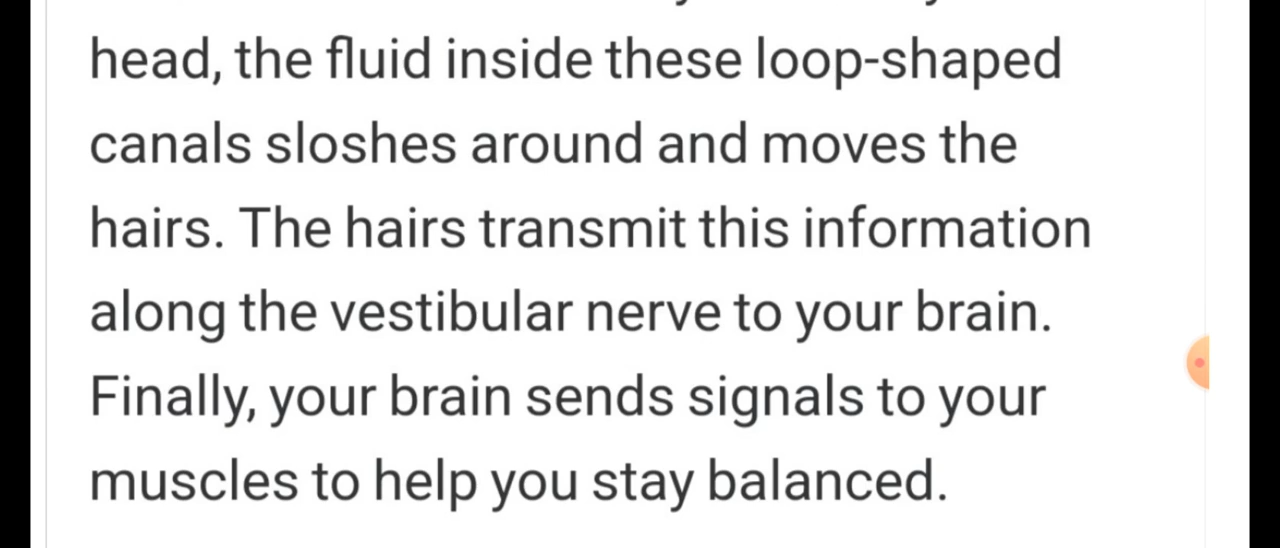 head, the fluid inside these loop-shaped
canals sloshes around and moves the
hairs. The hairs transmit this information
along the vestibular nerve to your brain.
Finally, your brain sends signals to your
muscles to help you stay balanced.